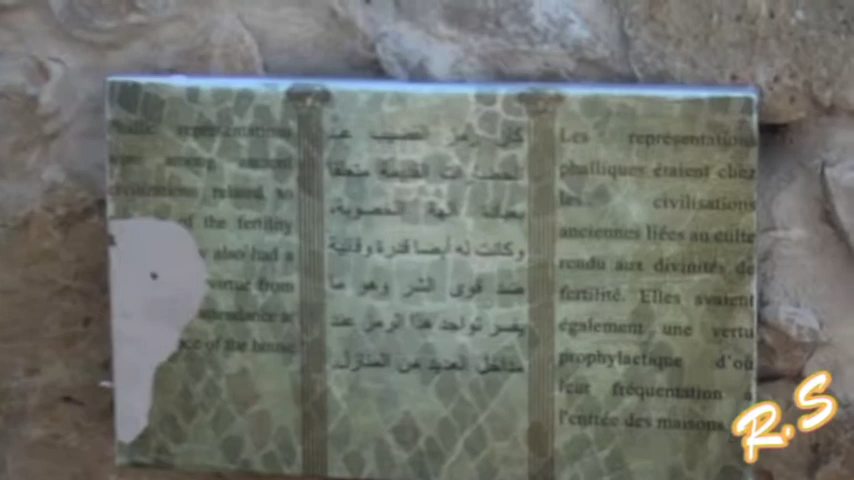 representations
among ancient
civilizations related to
of the fertility
also had a
virtue from
attendance a
of the house
كان رمز القضيب عند
الحضارات القديمة متعلقا
بعبادة آلهة الخصوبة،
وكانت له أيضا قدرة وقائية
ضد قوى الشر وهو ما
يفسر تواجد هذا الرمز عند
مداخل العديد من المنازل.
Les représentations
phalliques étaient chez
les civilisations
anciennes liées au culte
rendu aux divinités de
fertilité. Elles avaient
également une vertu
prophylactique d'où
leur fréquentation a
l'entrée des maisons
R.S